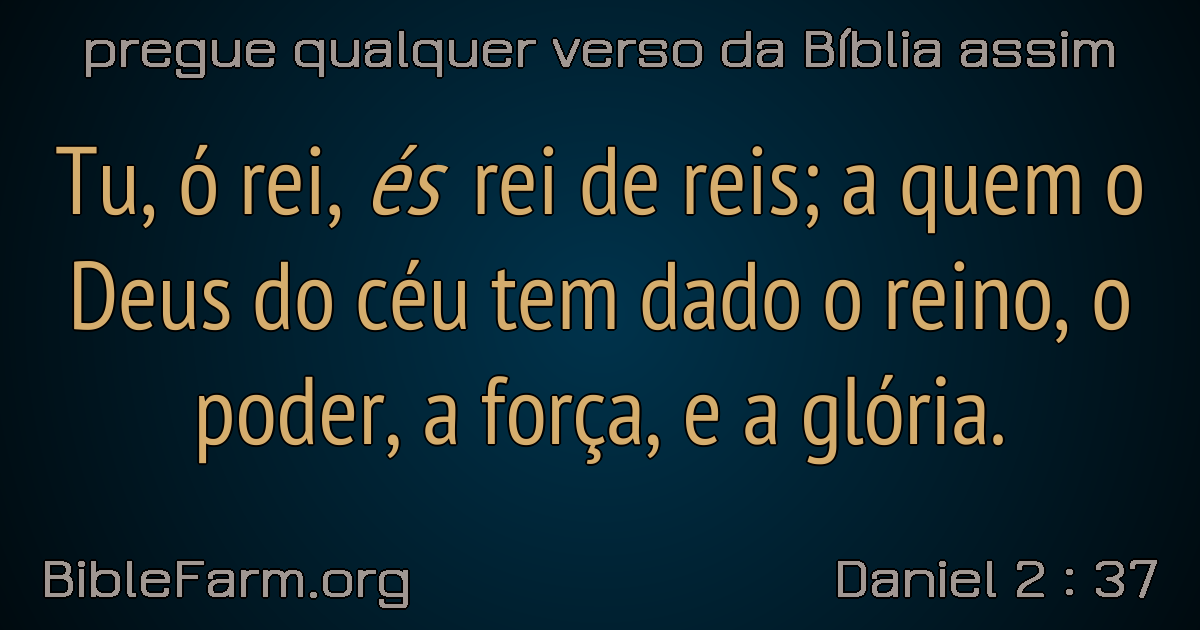 pregue qualquer verso da Bíblia assim
Tu, ó rei, és rei de reis; a quem o
Deus do céu tem dado o reino, o
poder, a força, e a glória.
BibleFarm.org
Daniel 2 : 37